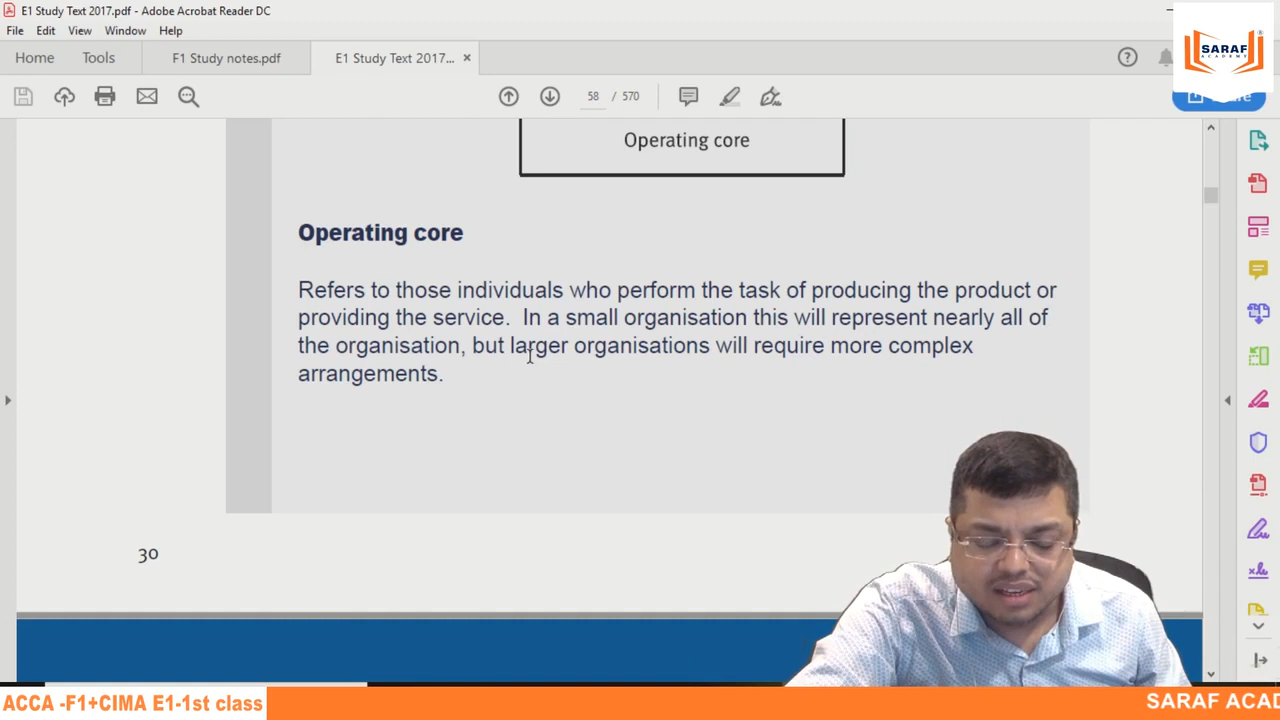 E1 Study Text 2017.pdf - Adobe Acrobat Reader DC
File Edit View Window Help
Home Tools F1 Study notes.pdf E1 Study Text 2017...
58 / 570
SARAF
ACADEMY
Operating core
Operating core
Refers to those individuals who perform the task of producing the product or
providing the service. In a small organisation this will represent nearly all of
the organisation, but larger organisations will require more complex
arrangements.
30
ACCA -F1+CIMA E1-1st class
SARAF ACAD